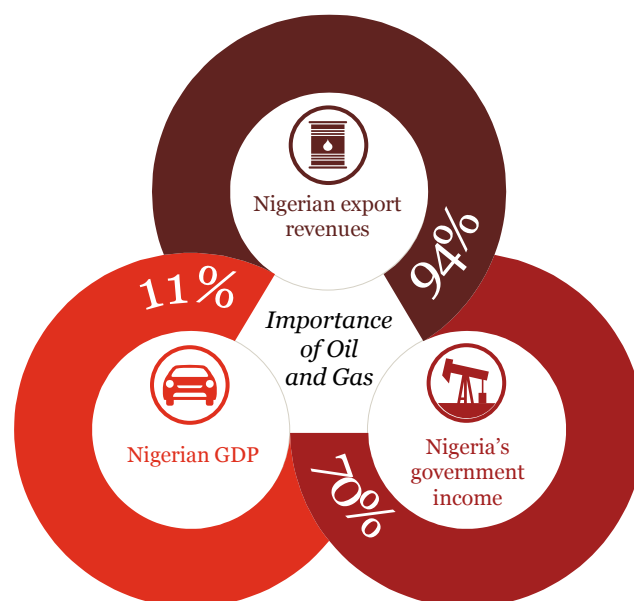 Nigerian export
revenues
94%
11%
Importance
of Oil
and Gas
Nigerian GDP
Nigeria’s
government
income
70%